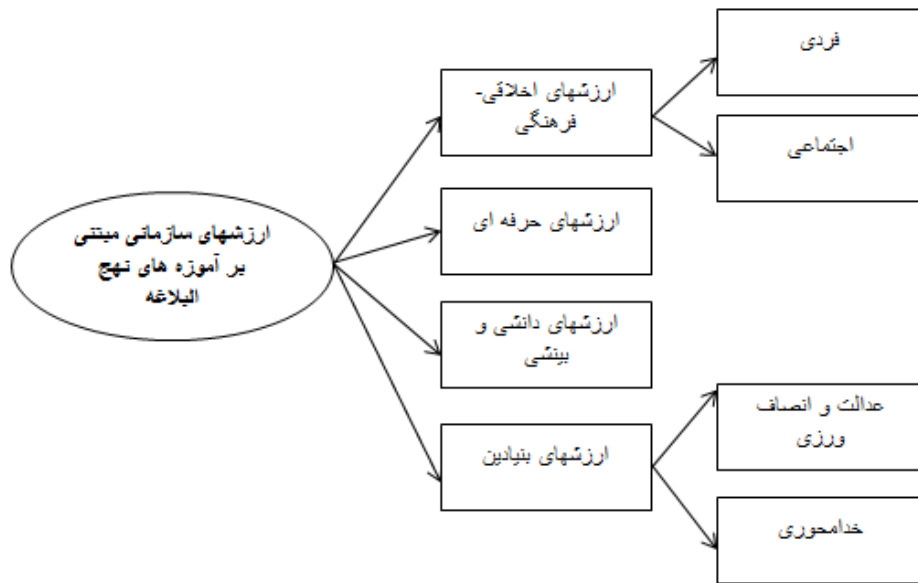 ارزشهای سازمانی مبتنی
بر آموزه های نهج
البلاغه
ارزشهای اخلاقی-
فرهنگی
فردی
اجتماعی
ارزشهای حرفه ای
ارزشهای دانشی و
بینشی
ارزشهای بنیادین
عدالت و انصاف
ورزی
خدامحوری